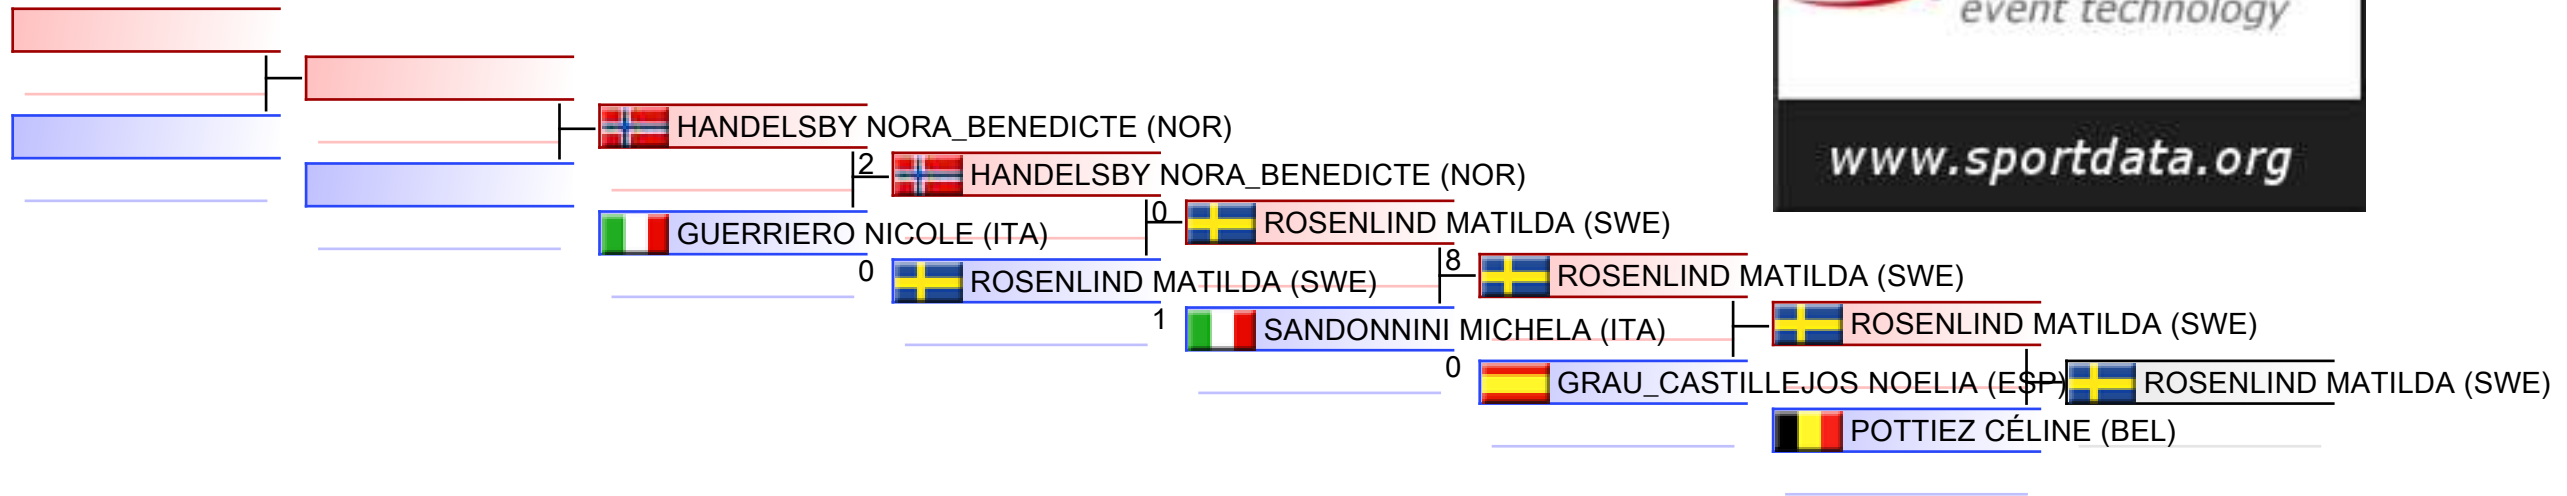 event technology
www.sportdata.org
HANDELSBY NORA_BENEDICTE (NOR)
2
HANDELSBY NORA_BENEDICTE (NOR)
GUERRIERO NICOLE (ITA)
0
0
ROSENLIND MATILDA (SWE)
ROSENLIND MATILDA (SWE)
1
8
ROSENLIND MATILDA (SWE)
SANDONNINI MICHELA (ITA)
0
ROSENLIND MATILDA (SWE)
GRAU_CASTILLEJOS NOELIA (ESP)
ROSENLIND MATILDA (SWE)
POTTIEZ CÉLINE (BEL)